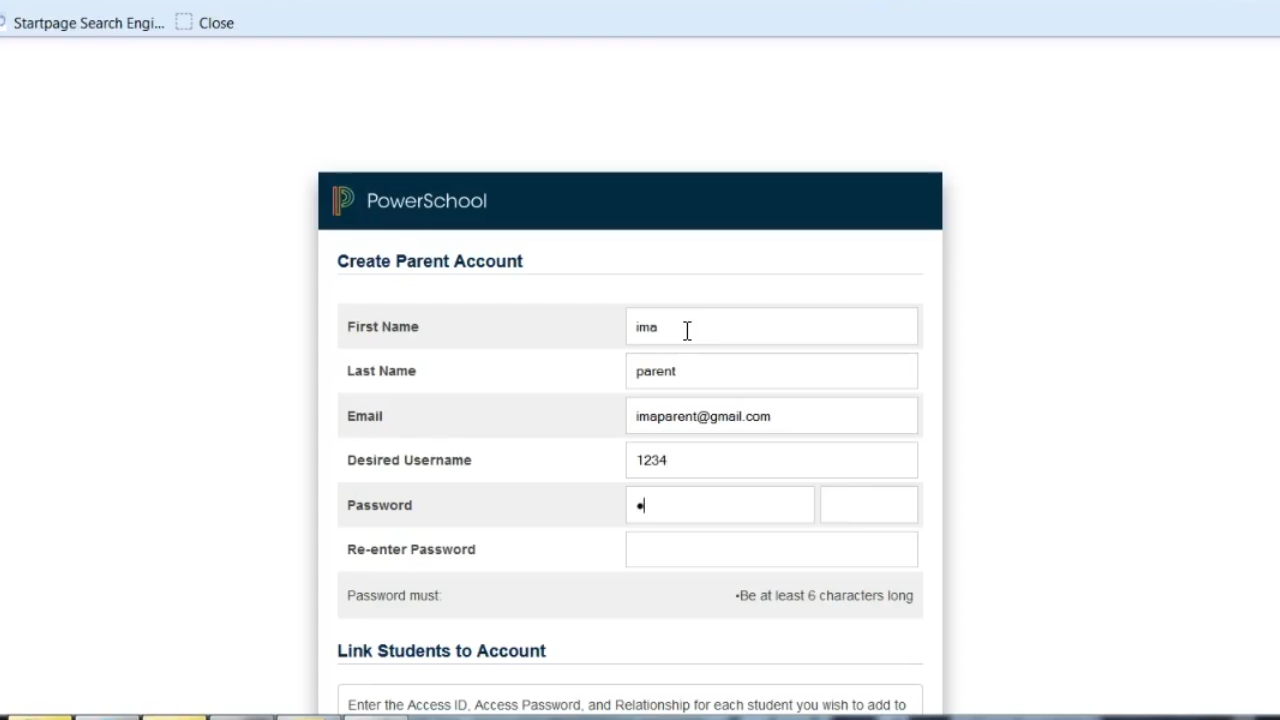 Startpage Search Engi... Close
PowerSchool
Create Parent Account
First Name ima
Last Name parent
Email imaparent@gmail.com
Desired Username 1234
Password •
Re-enter Password
Password must: •Be at least 6 characters long
Link Students to Account
Enter the Access ID, Access Password, and Relationship for each student you wish to add to